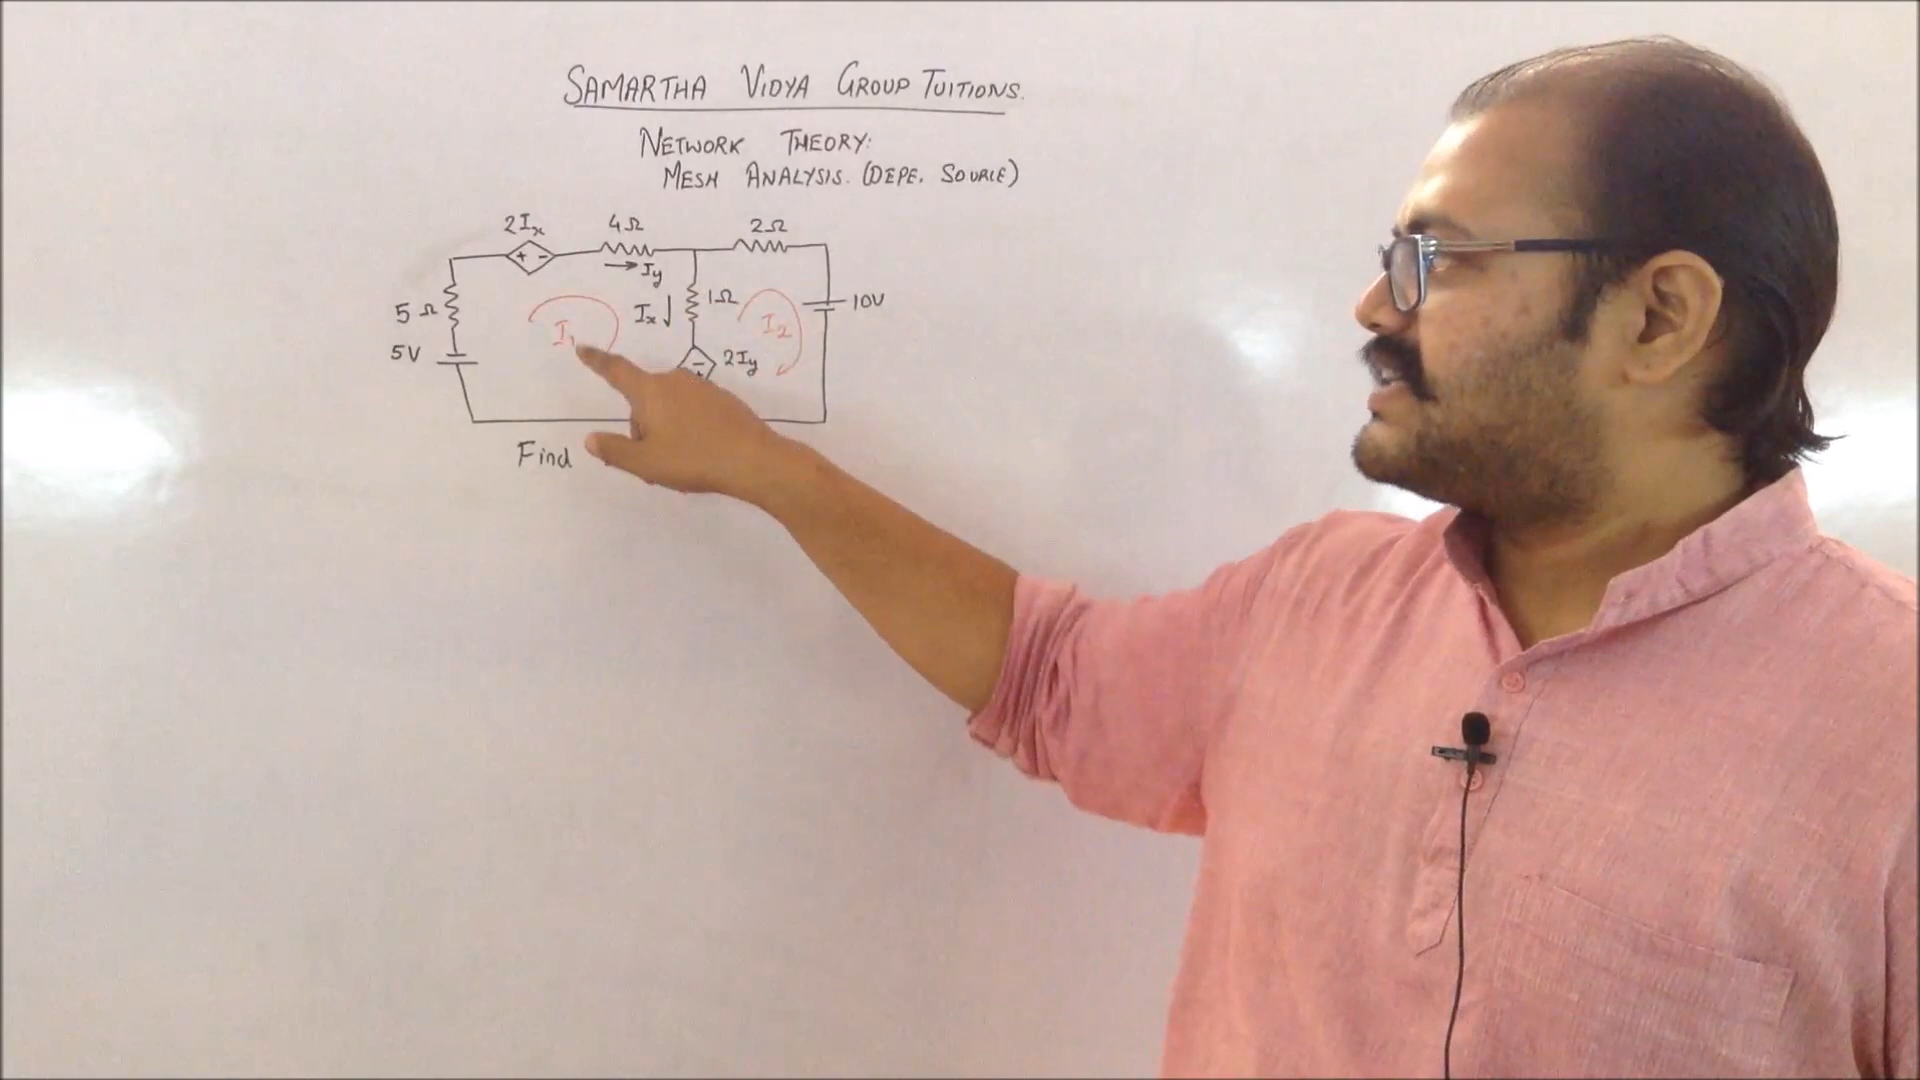 SAMARTHA VIDYA GROUP TUITIONS.
NETWORK THEORY:
MESH ANALYSIS. (DEPE. SOURCE)
2Ix 4Ω 2Ω
+ - Iy
5Ω Ix 1Ω 10V
I1 I2
5V - 2Iy
+
Find